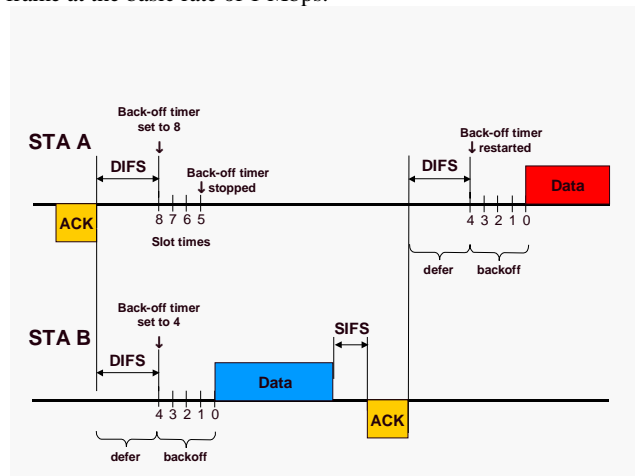 frame at the basic rate of 1 Mbps.
Back-off timer
set to 8
STA A
DIFS
Back-off timer
stopped
8 7 6 5
Slot times
ACK
Back-off timer
restarted
DIFS
Data
4 3 2 1 0
defer
backoff
Back-off timer
set to 4
STA B
DIFS
SIFS
Data
4 3 2 1 0
ACK
defer
backoff